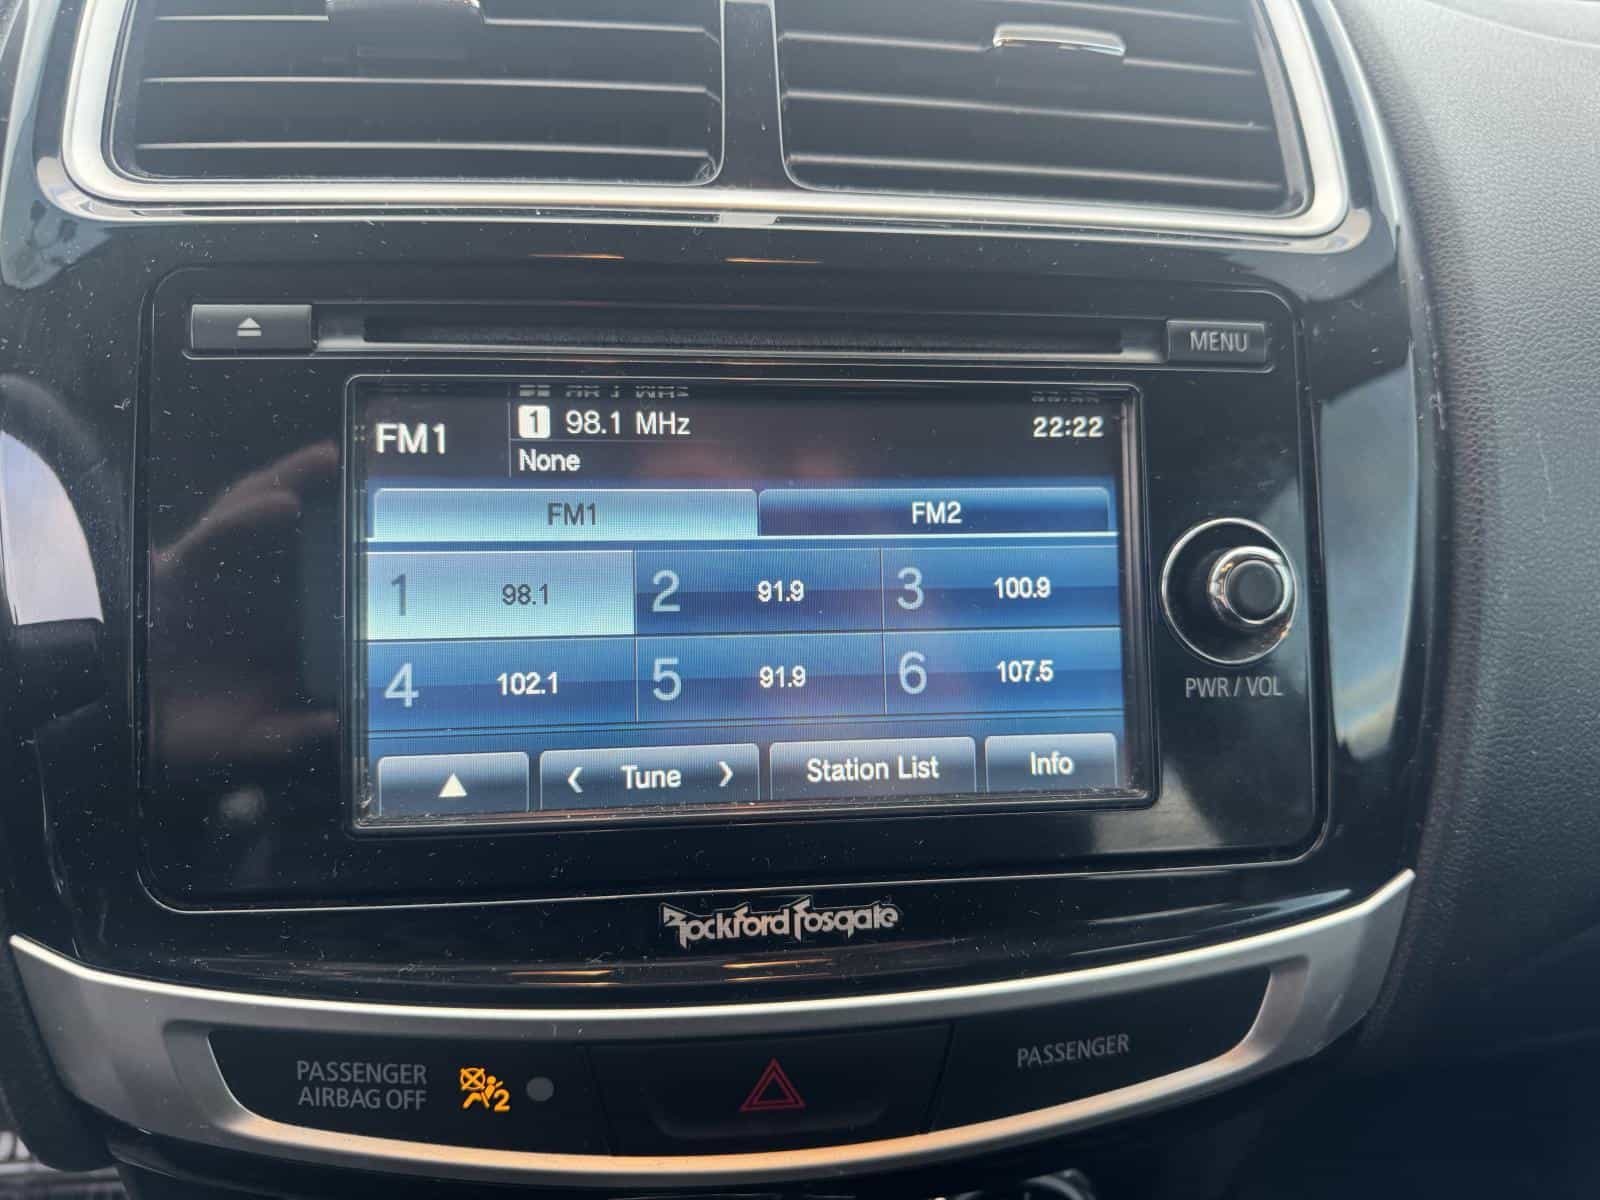 MENU
FM1
1 98.1 MHz
22:22
None
FM1
FM2
1 98.1
2 91.9
3 100.9
4 102.1
5 91.9
6 107.5
Tune
Station List
Info
PWR / VOL
Rockford Fosgate
PASSENGER
AIRBAG OFF
2
PASSENGER